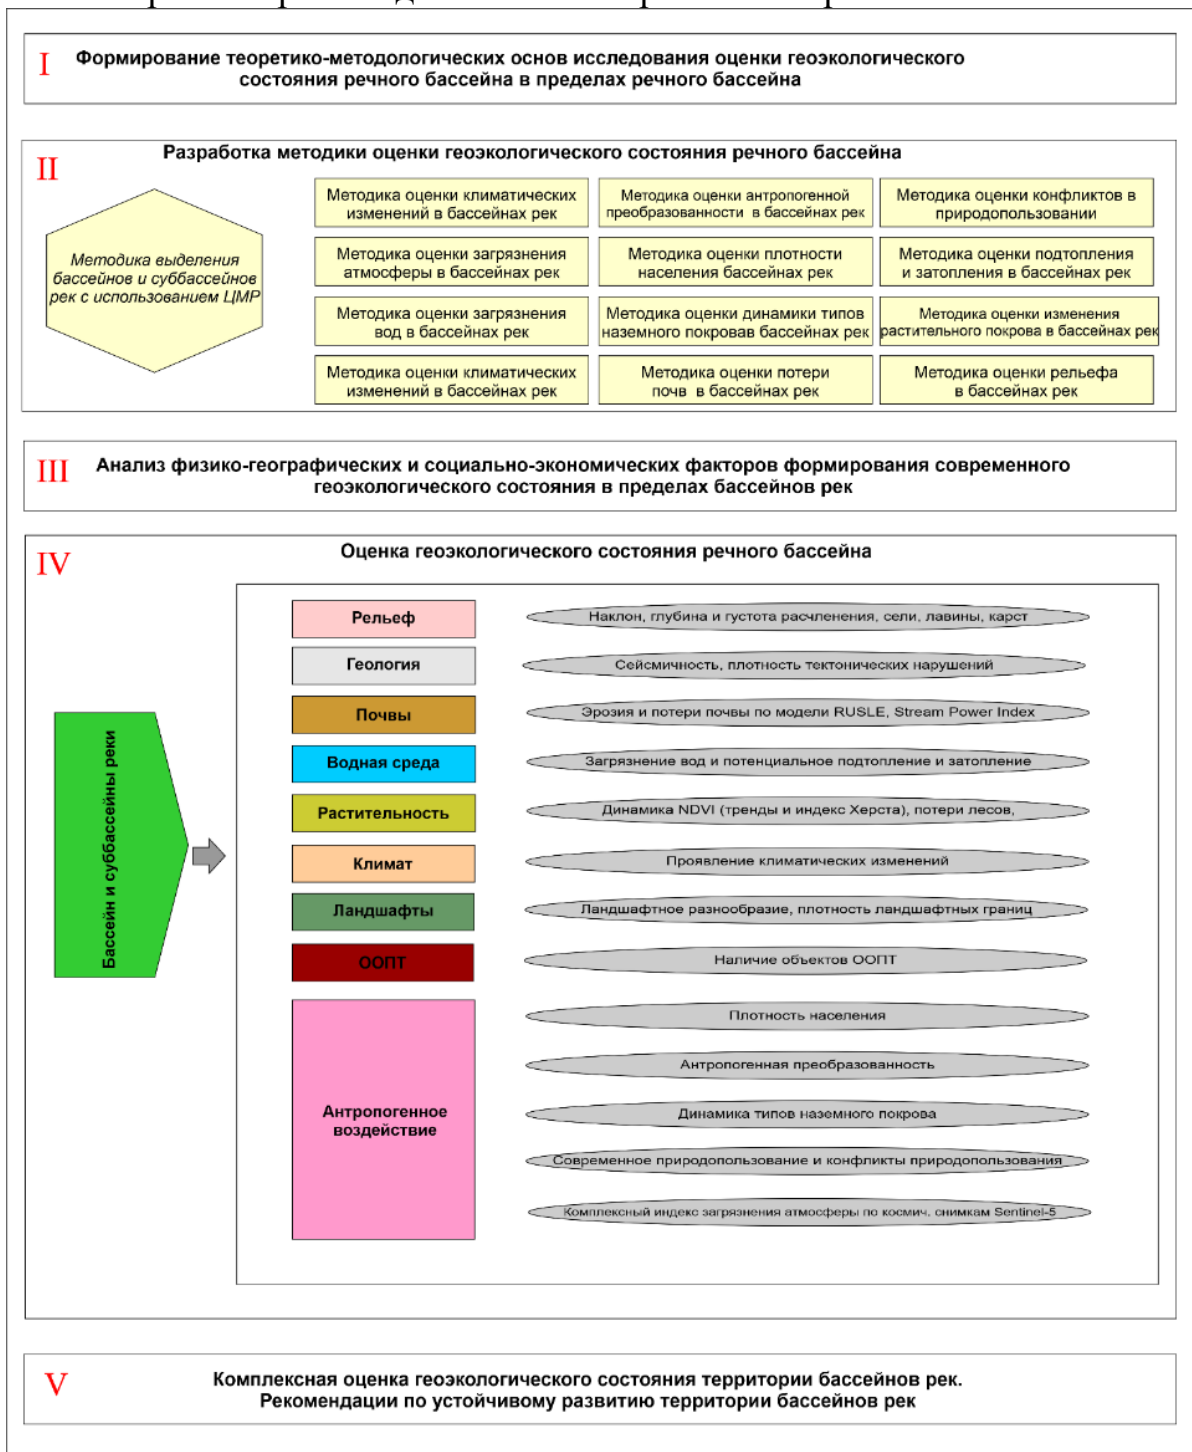 I
Формирование теоретико-методологических основ исследования оценки геоэкологического
состояния речного бассейна в пределах речного бассейна
II
Разработка методики оценки геоэкологического состояния речного бассейна
Методика выделения
бассейнов и суббассейнов
рек с использованием ЦМР
Методика оценки климатических
изменений в бассейнах рек
Методика оценки антропогенной
преобразованности в бассейнах рек
Методика оценки конфликтов в
природопользовании
Методика оценки загрязнения
атмосферы в бассейнах рек
Методика оценки плотности
населения бассейнах рек
Методика оценки подтопления
и затопления в бассейнах рек
Методика оценки загрязнения
вод в бассейнах рек
Методика оценки динамики типов
наземного покровав бассейнах рек
Методика оценки изменения
растительного покрова в бассейнах рек
Методика оценки климатических
изменений в бассейнах рек
Методика оценки потери
почв в бассейнах рек
Методика оценки рельефа
в бассейнах рек
III
Анализ физико-географических и социально-экономических факторов формирования современного
геоэкологического состояния в пределах бассейнов рек
IV
Оценка геоэкологического состояния речного бассейна
Бассейн и суббассейны реки
Рельеф
Наклон, глубина и густота расчленения, сели, лавины, карст
Геология
Сейсмичность, плотность тектонических нарушений
Почвы
Эрозия и потери почвы по модели RUSLE, Stream Power Index
Водная среда
Загрязнение вод и потенциальное подтопление и затопление
Растительность
Динамика NDVI (тренды и индекс Херста), потери лесов,
Климат
Проявление климатических изменений
Ландшафты
Ландшафтное разнообразие, плотность ландшафтных границ
ООПТ
Наличие объектов ООПТ
Антропогенное
воздействие
Плотность населения
Антропогенная преобразованность
Динамика типов наземного покрова
Современное природопользование и конфликты природопользования
Комплексный индекс загрязнения атмосферы по космич. снимкам Sentinel-5
V
Комплексная оценка геоэкологического состояния территории бассейнов рек.
Рекомендации по устойчивому развитию территории бассейнов рек